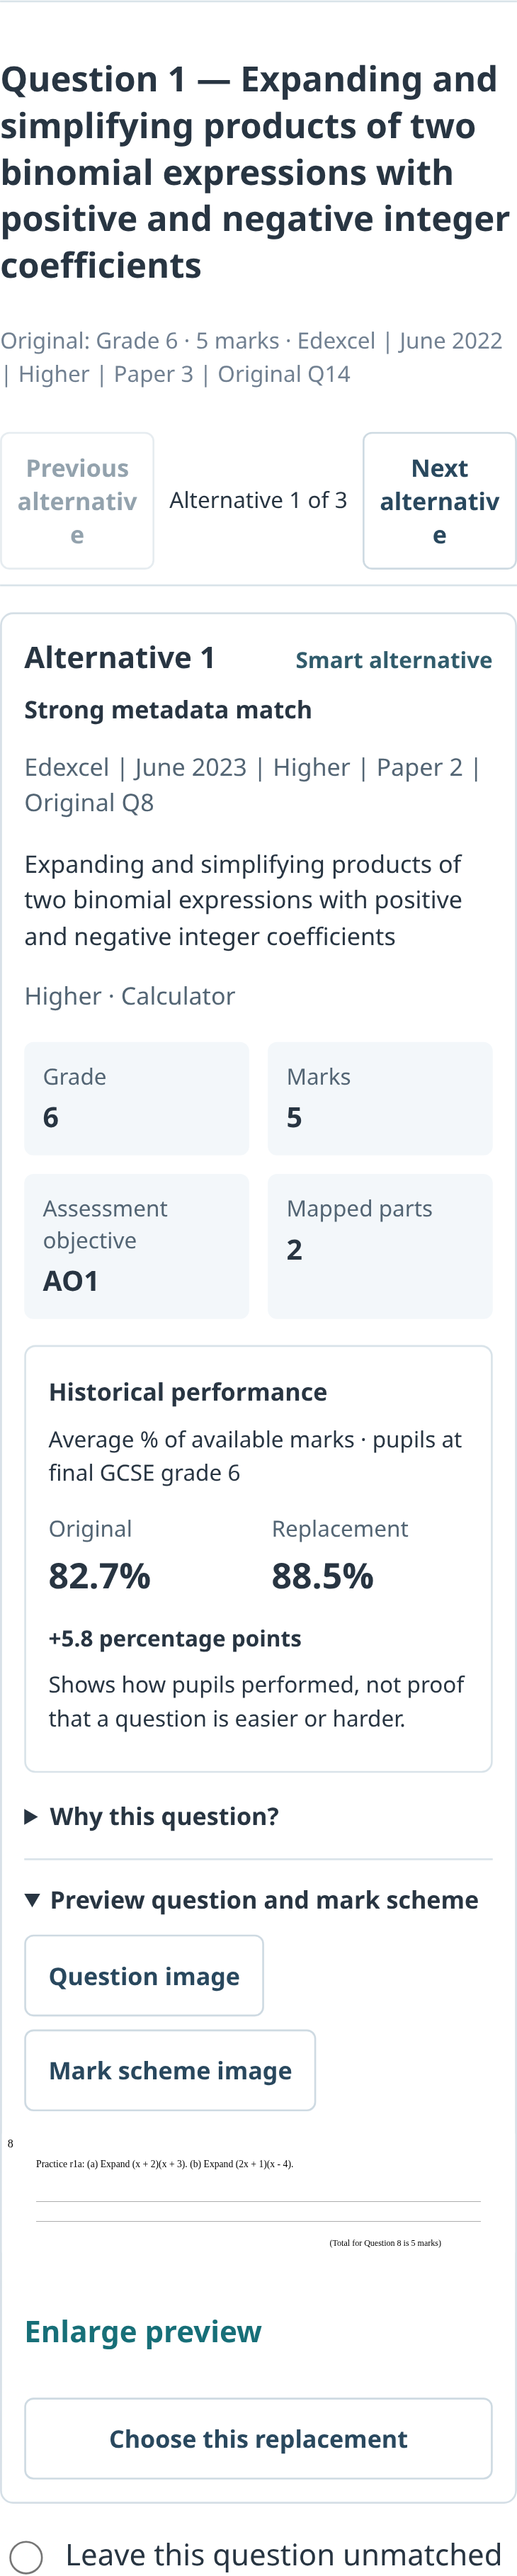 Question 1 — Expanding and
simplifying products of two
binomial expressions with
positive and negative integer
coefficients
Original: Grade 6 · 5 marks · Edexcel | June 2022
| Higher | Paper 3 | Original Q14
Previous
alternativ
e
Alternative 1 of 3
Next
alternativ
e
Alternative 1
Smart alternative
Strong metadata match
Edexcel | June 2023 | Higher | Paper 2 |
Original Q8
Expanding and simplifying products of
two binomial expressions with positive
and negative integer coefficients
Higher · Calculator
Grade
6
Marks
5
Assessment
objective
AO1
Mapped parts
2
Historical performance
Average % of available marks · pupils at
final GCSE grade 6
Original
82.7%
Replacement
88.5%
+5.8 percentage points
Shows how pupils performed, not proof
that a question is easier or harder.
▶ Why this question?
▼ Preview question and mark scheme
Question image
Mark scheme image
8
Practice r1a: (a) Expand (x + 2)(x + 3). (b) Expand (2x + 1)(x - 4).
(Total for Question 8 is 5 marks)
Enlarge preview
Choose this replacement
Leave this question unmatched